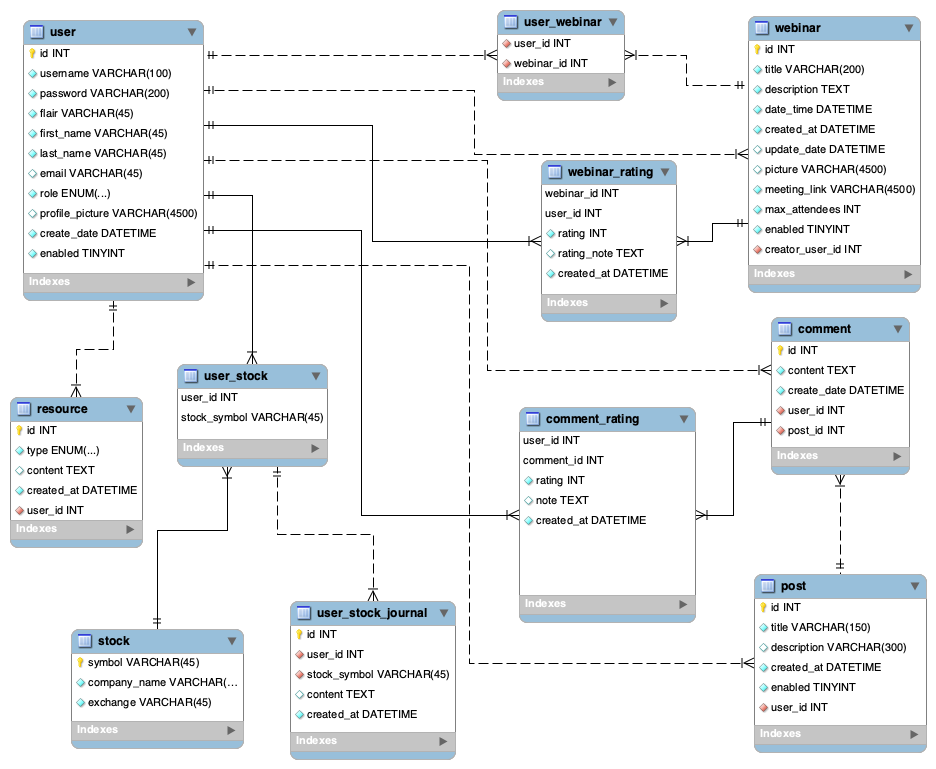 user
id INT
username VARCHAR(100)
password VARCHAR(200)
flair VARCHAR(45)
first_name VARCHAR(45)
last_name VARCHAR(45)
email VARCHAR(45)
role ENUM(...)
profile_picture VARCHAR(4500)
create_date DATETIME
enabled TINYINT
Indexes
user_webinar
user_id INT
webinar_id INT
Indexes
webinar
id INT
title VARCHAR(200)
description TEXT
date_time DATETIME
created_at DATETIME
update_date DATETIME
picture VARCHAR(4500)
meeting_link VARCHAR(4500)
max_attendees INT
enabled TINYINT
creator_user_id INT
Indexes
webinar_rating
webinar_id INT
user_id INT
rating INT
rating_note TEXT
created_at DATETIME
Indexes
comment
id INT
content TEXT
create_date DATETIME
user_id INT
post_id INT
Indexes
user_stock
user_id INT
stock_symbol VARCHAR(45)
Indexes
resource
id INT
type ENUM(...)
content TEXT
created_at DATETIME
user_id INT
Indexes
comment_rating
user_id INT
comment_id INT
rating INT
note TEXT
created_at DATETIME
Indexes
stock
symbol VARCHAR(45)
company_name VARCHAR(...
exchange VARCHAR(45)
Indexes
user_stock_journal
id INT
user_id INT
stock_symbol VARCHAR(45)
content TEXT
created_at DATETIME
Indexes
post
id INT
title VARCHAR(150)
description VARCHAR(300)
created_at DATETIME
enabled TINYINT
user_id INT
Indexes